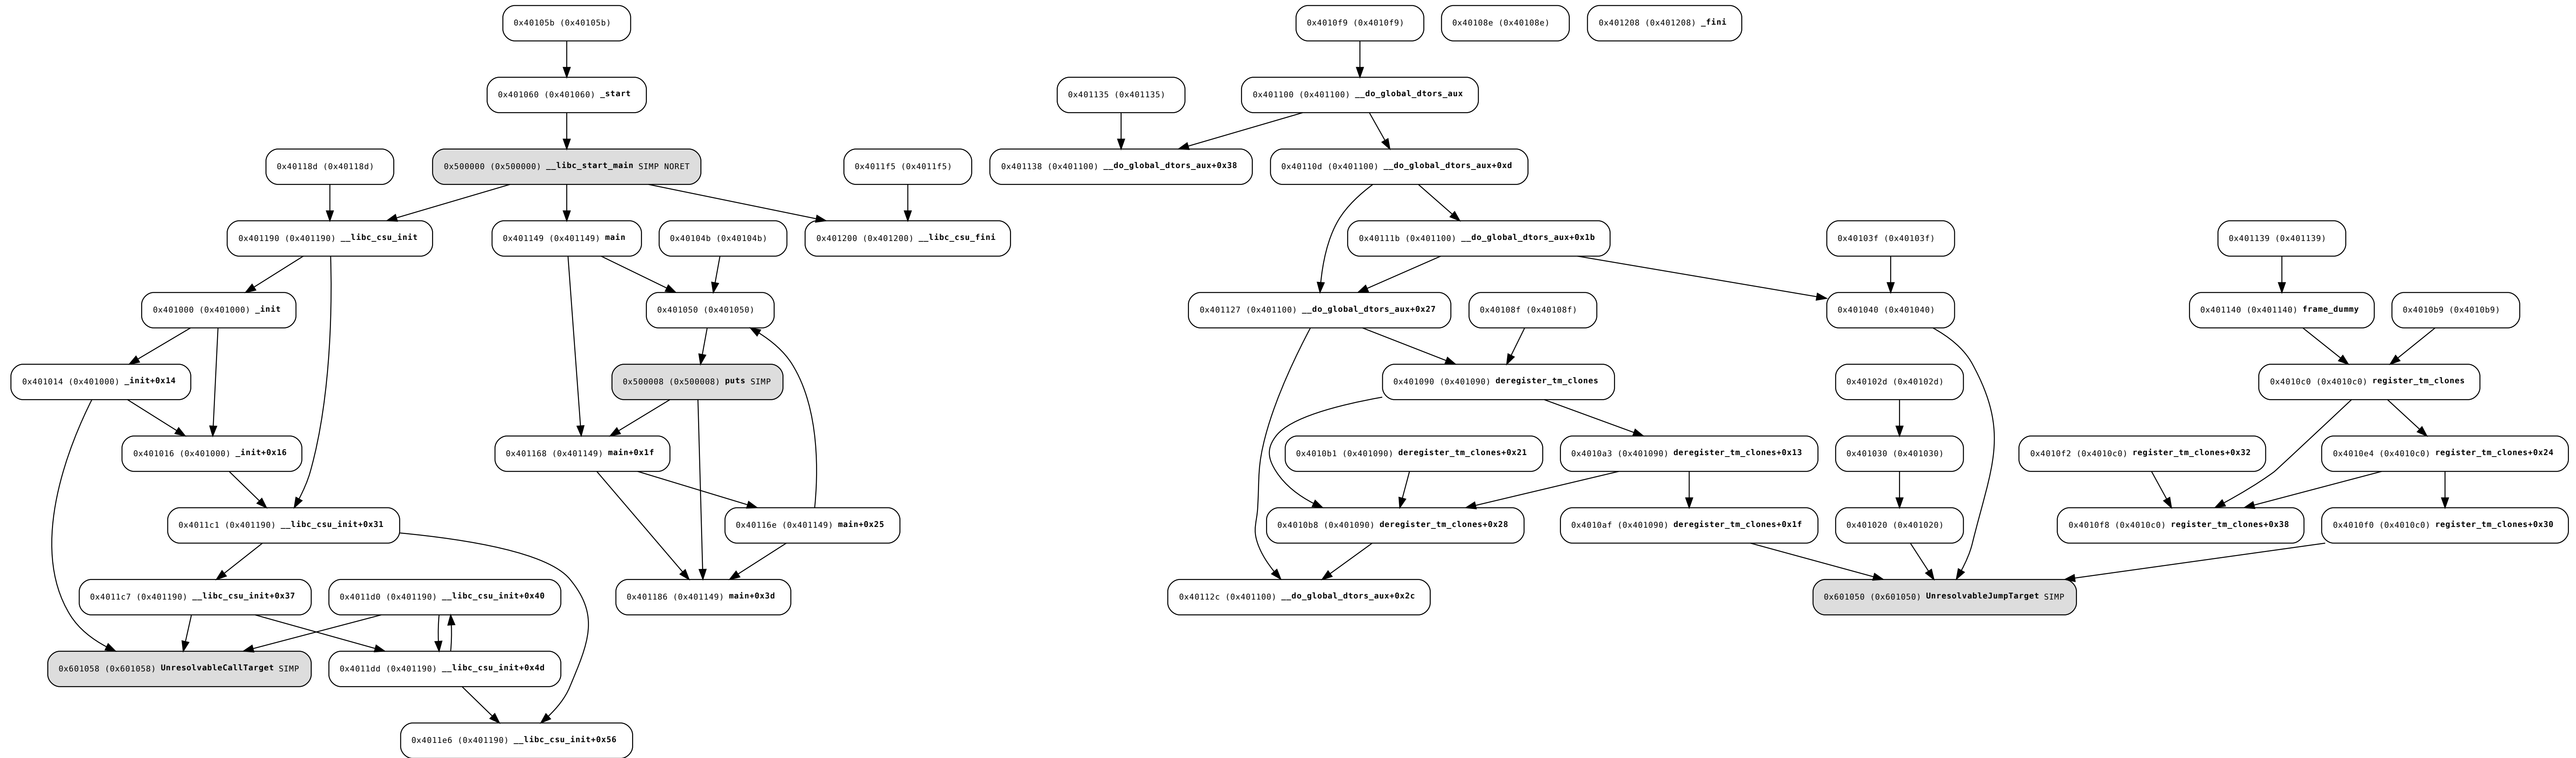 0x40105b (0x40105b)
0x4010f9 (0x4010f9)
0x40108e (0x40108e)
0x401208 (0x401208) _fini
0x401060 (0x401060) _start
0x401135 (0x401135)
0x401100 (0x401100) __do_global_dtors_aux
0x40118d (0x40118d)
0x500000 (0x500000) __libc_start_main SIMP NORET
0x4011f5 (0x4011f5)
0x401138 (0x401100) __do_global_dtors_aux+0x38
0x40110d (0x401100) __do_global_dtors_aux+0xd
0x401190 (0x401190) __libc_csu_init
0x401149 (0x401149) main
0x40104b (0x40104b)
0x401200 (0x401200) __libc_csu_fini
0x40111b (0x401100) __do_global_dtors_aux+0x1b
0x40103f (0x40103f)
0x401139 (0x401139)
0x401000 (0x401000) _init
0x401050 (0x401050)
0x401127 (0x401100) __do_global_dtors_aux+0x27
0x40108f (0x40108f)
0x401040 (0x401040)
0x401140 (0x401140) frame_dummy
0x4010b9 (0x4010b9)
0x401014 (0x401000) _init+0x14
0x500008 (0x500008) puts SIMP
0x401090 (0x401090) deregister_tm_clones
0x40102d (0x40102d)
0x4010c0 (0x4010c0) register_tm_clones
0x401016 (0x401000) _init+0x16
0x401168 (0x401149) main+0x1f
0x4010b1 (0x401090) deregister_tm_clones+0x21
0x4010a3 (0x401090) deregister_tm_clones+0x13
0x401030 (0x401030)
0x4010f2 (0x4010c0) register_tm_clones+0x32
0x4010e4 (0x4010c0) register_tm_clones+0x24
0x4011c1 (0x401190) __libc_csu_init+0x31
0x40116e (0x401149) main+0x25
0x4010b8 (0x401090) deregister_tm_clones+0x28
0x4010af (0x401090) deregister_tm_clones+0x1f
0x401020 (0x401020)
0x4010f8 (0x4010c0) register_tm_clones+0x38
0x4010f0 (0x4010c0) register_tm_clones+0x30
0x4011c7 (0x401190) __libc_csu_init+0x37
0x4011d0 (0x401190) __libc_csu_init+0x40
0x401186 (0x401149) main+0x3d
0x40112c (0x401100) __do_global_dtors_aux+0x2c
0x601050 (0x601050) UnresolvableJumpTarget SIMP
0x601058 (0x601058) UnresolvableCallTarget SIMP
0x4011dd (0x401190) __libc_csu_init+0x4d
0x4011e6 (0x401190) __libc_csu_init+0x56